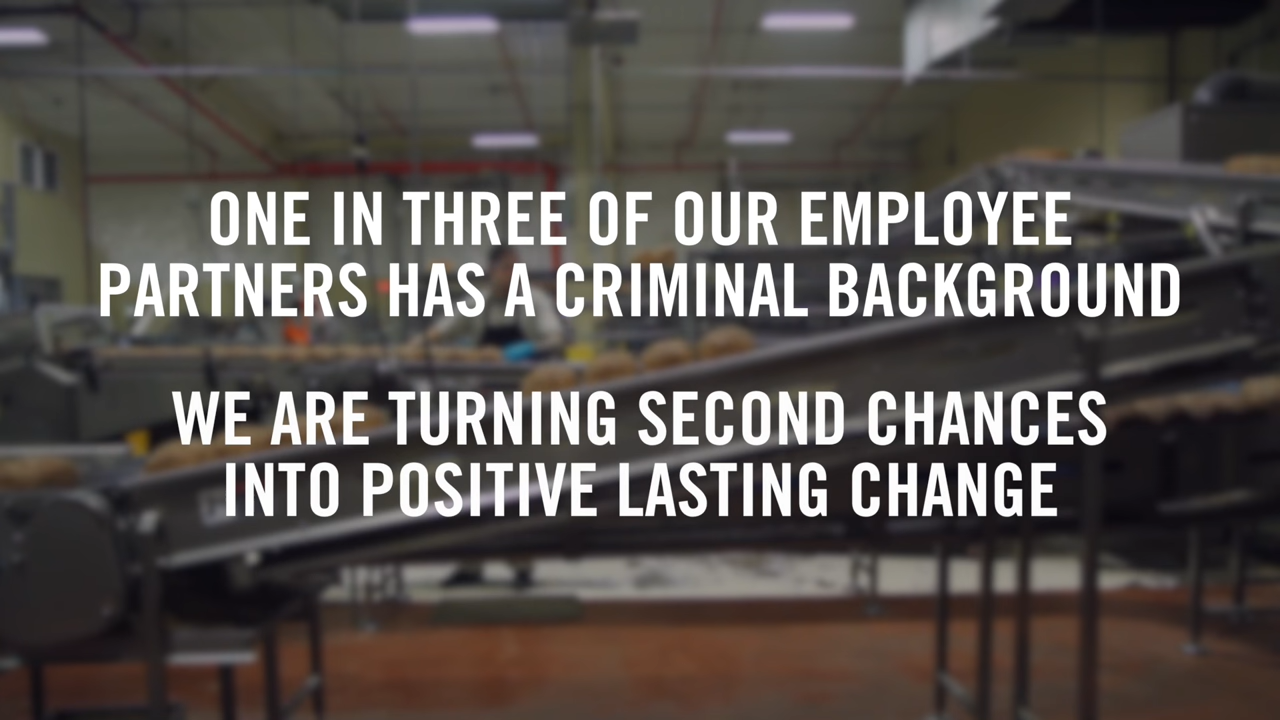 ONE IN THREE OF OUR EMPLOYEE
PARTNERS HAS A CRIMINAL BACKGROUND
WE ARE TURNING SECOND CHANCES
INTO POSITIVE LASTING CHANGE